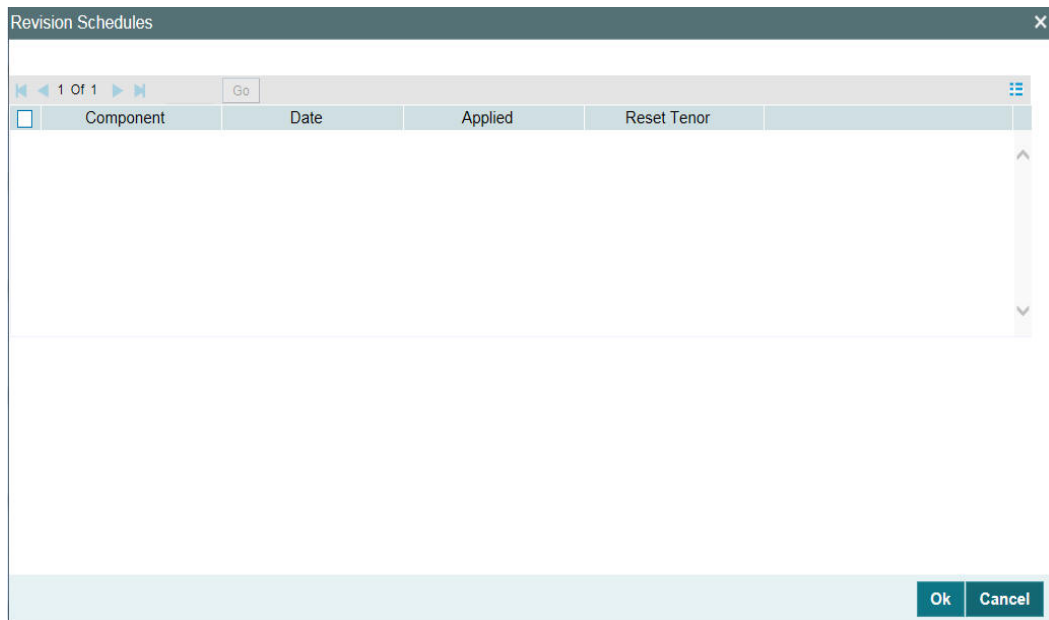 Revision Schedules
1 Of 1 Go
Component Date Applied Reset Tenor
Ok Cancel